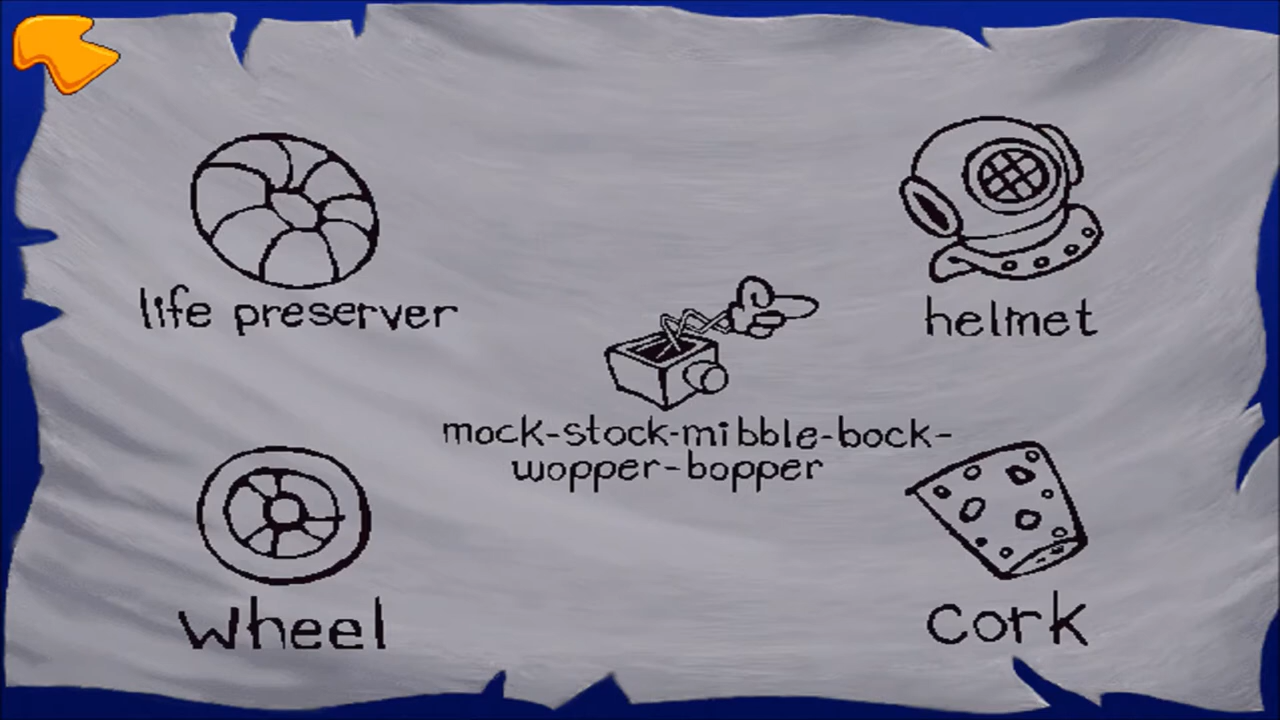 life preserver
helmet
mock-stock-mibble-bock-
wopper-bopper
wheel
cork